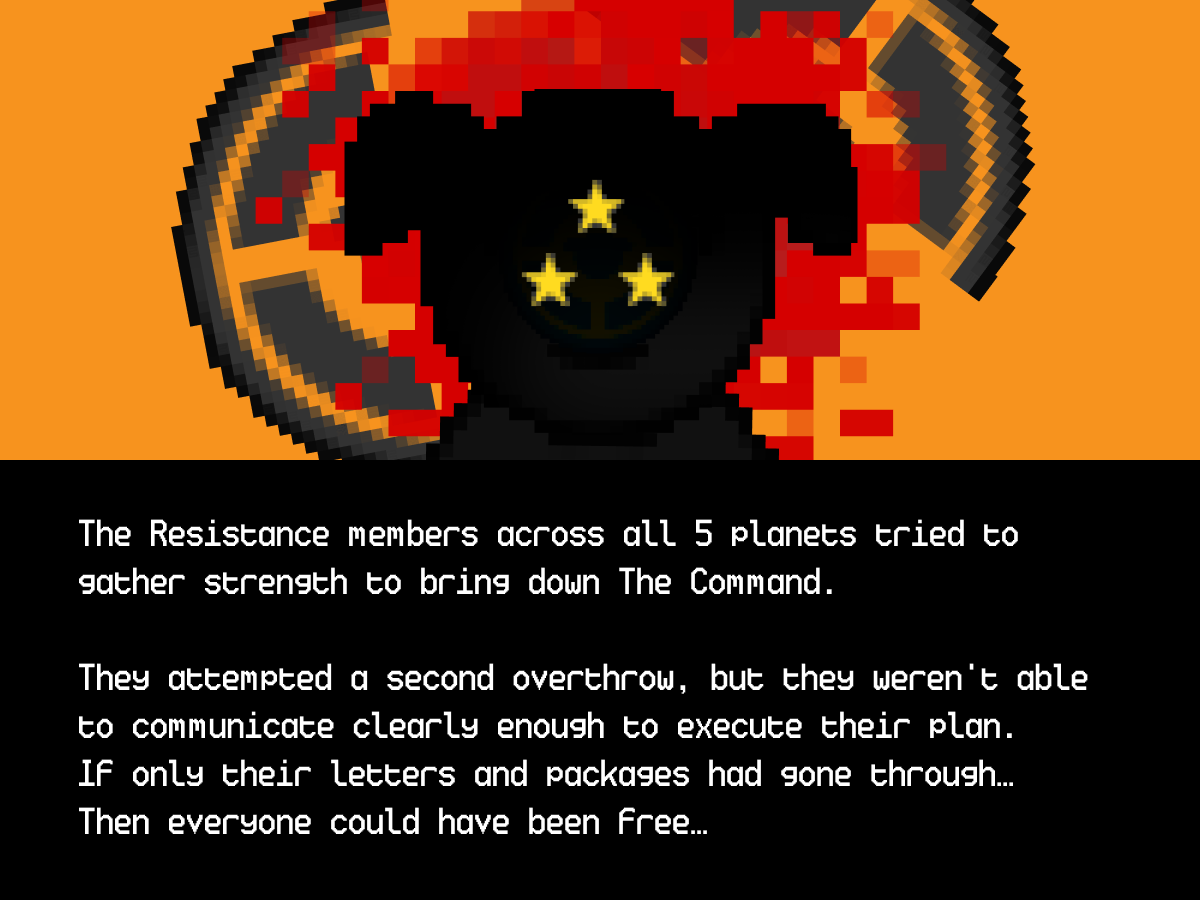 The Resistance members across all 5 planets tried to
gather strength to bring down The Command.
They attempted a second overthrow, but they weren't able
to communicate clearly enough to execute their plan.
If only their letters and packages had gone through…
Then everyone could have been free…